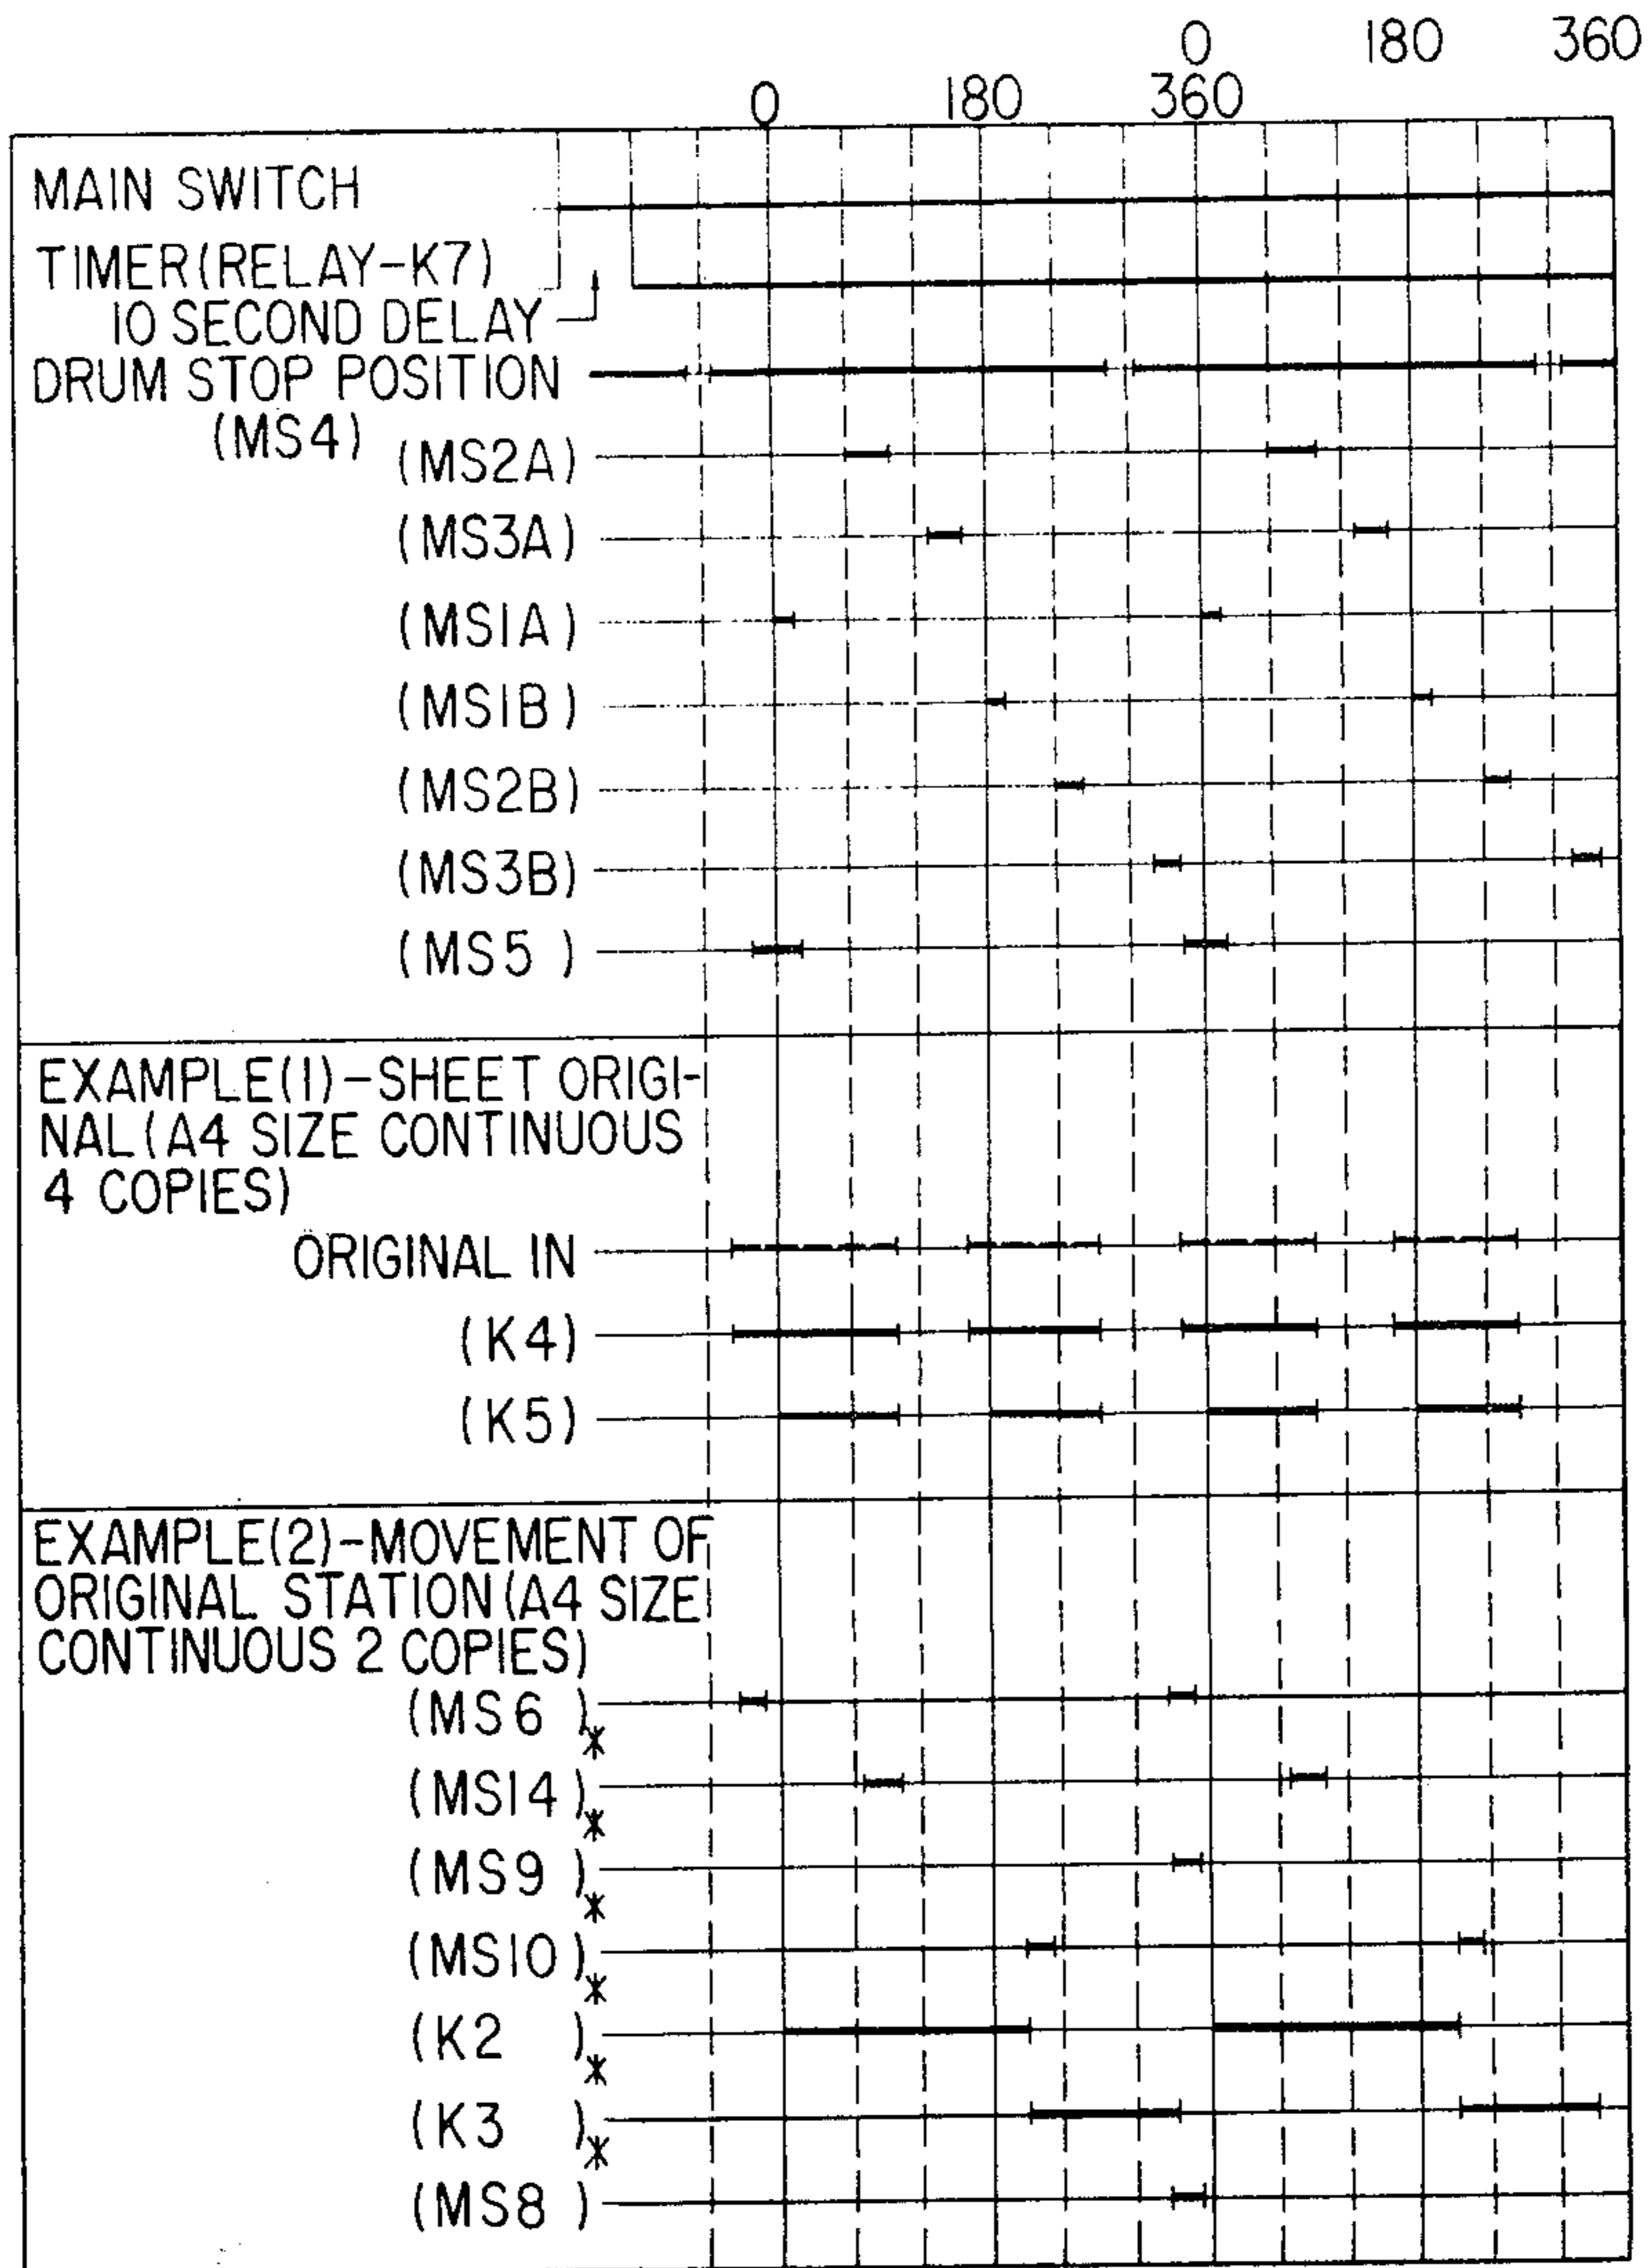 0 180 360
0 180 360
MAIN SWITCH
TIMER(RELAY-K7)
10 SECOND DELAY
DRUM STOP POSITION
(MS4)
(MS2A)
(MS3A)
(MS1A)
(MS1B)
(MS2B)
(MS3B)
(MS5)
EXAMPLE(1)-SHEET ORIGI-
NAL(A4 SIZE CONTINUOUS
4 COPIES)
ORIGINAL IN
(K4)
(K5)
EXAMPLE(2)-MOVEMENT OF
ORIGINAL STATION(A4 SIZE
CONTINUOUS 2 COPIES)
(MS6)*
(MS14)*
(MS9)*
(MS10)*
(K2)*
(K3)*
(MS8)